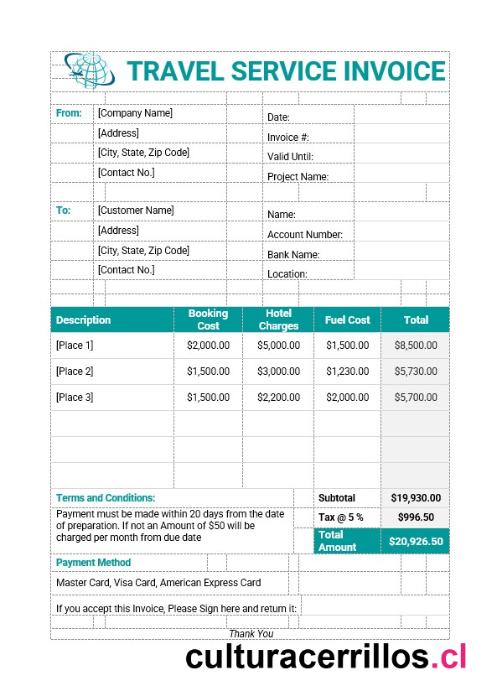 TRAVEL SERVICE INVOICE
From: [Company Name] Date:
[Address] Invoice #:
[City, State, Zip Code] Valid Until:
[Contact No.] Project Name:
To: [Customer Name] Name:
[Address] Account Number:
[City, State, Zip Code] Bank Name:
[Contact No.] Location:
Description Booking Cost Hotel Charges Fuel Cost Total
[Place 1] $2,000.00 $5,000.00 $1,500.00 $8,500.00
[Place 2] $1,500.00 $3,000.00 $1,230.00 $5,730.00
[Place 3] $1,500.00 $2,200.00 $2,000.00 $5,700.00
Terms and Conditions: Subtotal $19,930.00
Payment must be made within 20 days from the date
of preparation. If not an Amount of $50 will be
charged per month from due date
Tax @ 5 % $996.50
Total Amount $20,926.50
Payment Method
Master Card, Visa Card, American Express Card
If you accept this Invoice, Please Sign here and return it:
Thank You
culturacerrillos.cl